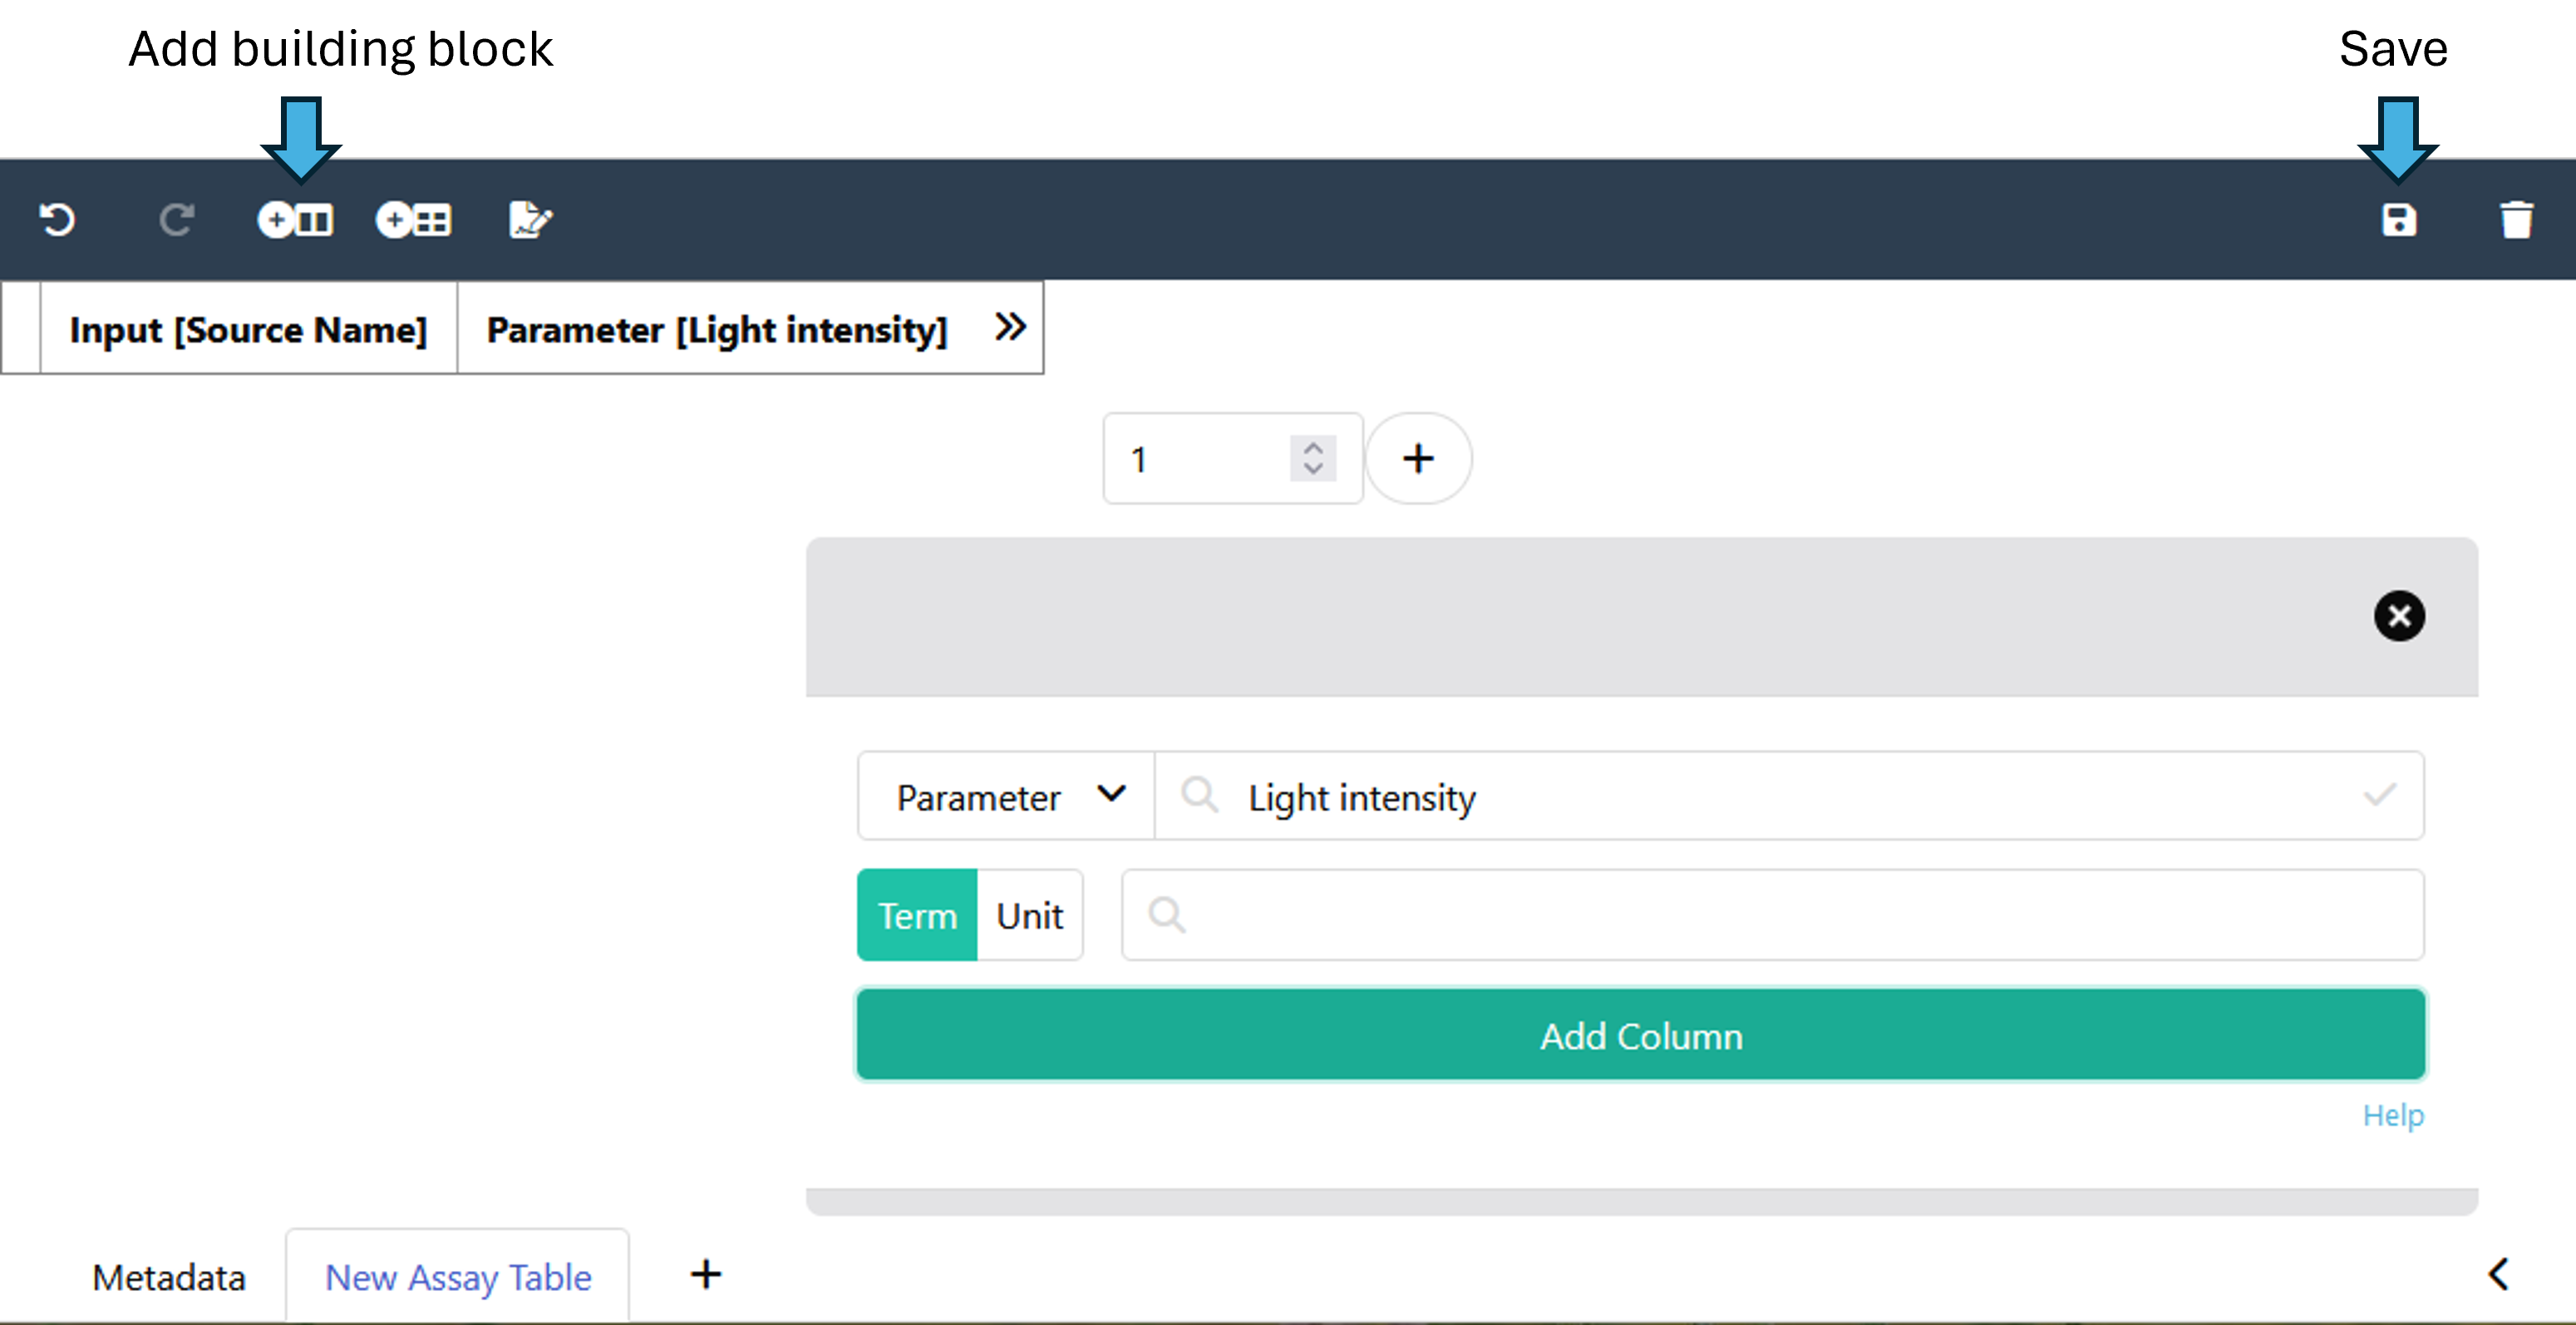 Add building block
Save
Input [Source Name]
Parameter [Light intensity]
1
Parameter
Light intensity
Term
Unit
Add Column
Help
Metadata
New Assay Table